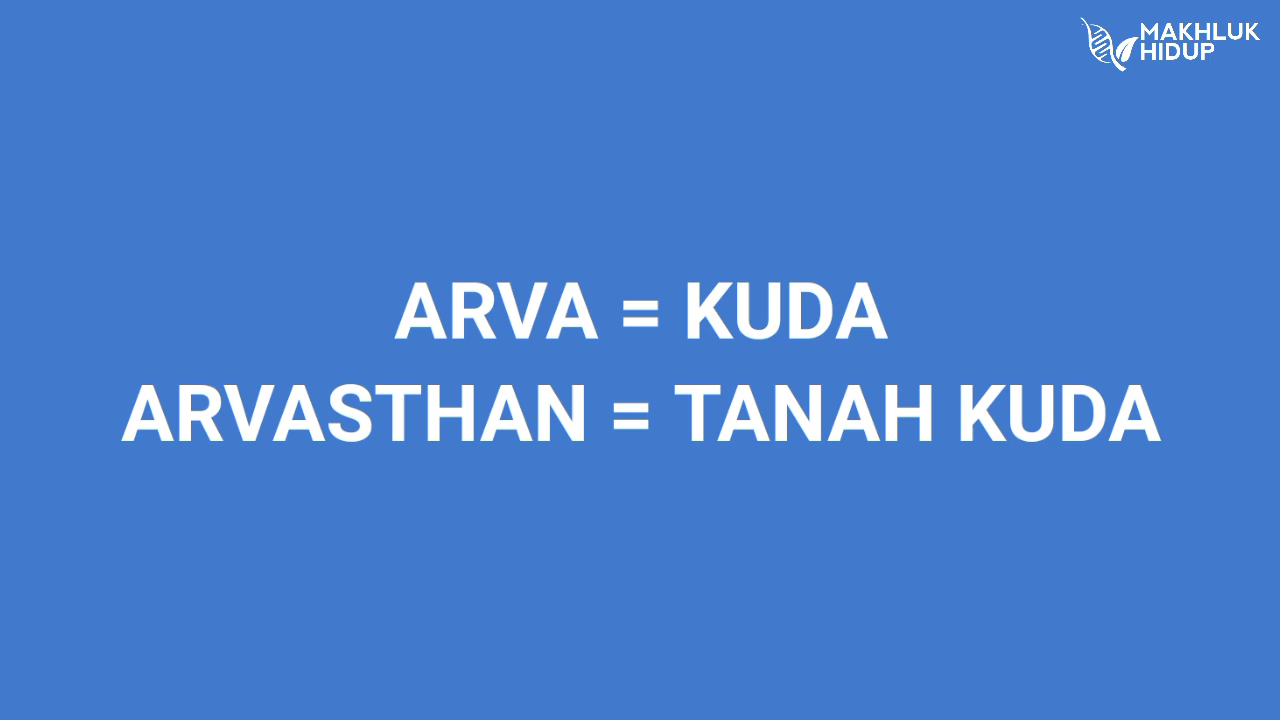 MAKHLUK
HIDUP
ARVA = KUDA
ARVASTHAN = TANAH KUDA